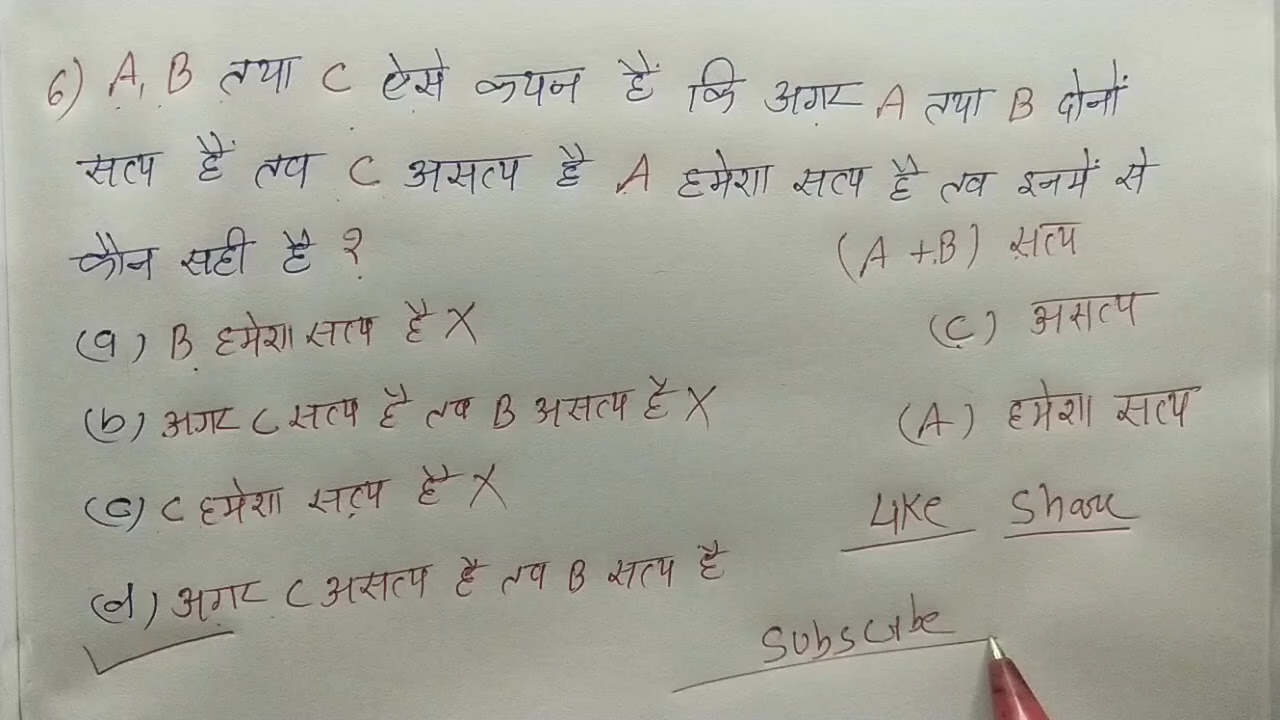 6) A, B तथा C ऐसे कथन हैं कि अगर A तथा B दोनों
सत्य हैं तब C असत्य है A हमेशा सत्य है तब इनमें से
कौन सही है ?
(A + B) सत्य
(a) B हमेशा सत्य है X
(C) असत्य
(b) अगर C सत्य है तब B असत्य है X
(A) हमेशा सत्य
(c) C हमेशा सत्य है X
Like Share
(d) अगर C असत्य है तब B सत्य है
Subscribe